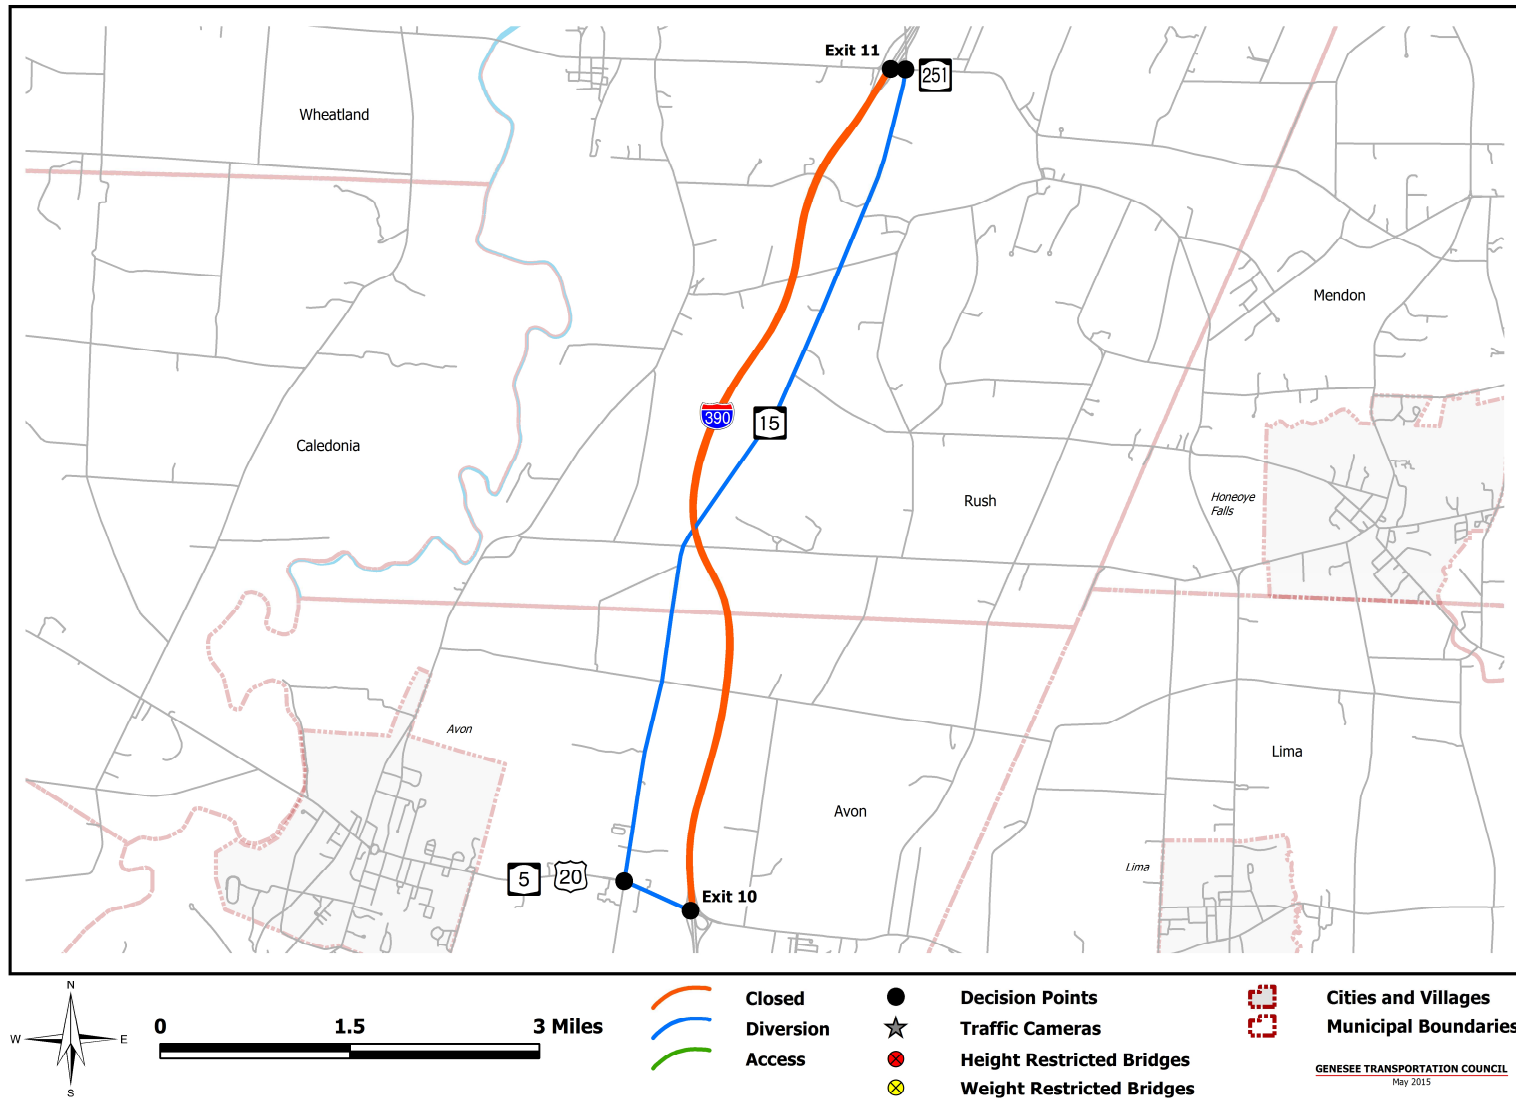 Exit 11
251
Wheatland
Mendon
390
15
Caledonia
Rush
Honeoye
Falls
Avon
Lima
Avon
Lima
5
20
Exit 10
N
W
E
S
0
1.5
3 Miles
Closed
Diversion
Access
Decision Points
Traffic Cameras
Height Restricted Bridges
Weight Restricted Bridges
Cities and Villages
Municipal Boundaries
GENESEE TRANSPORTATION COUNCIL
May 2015